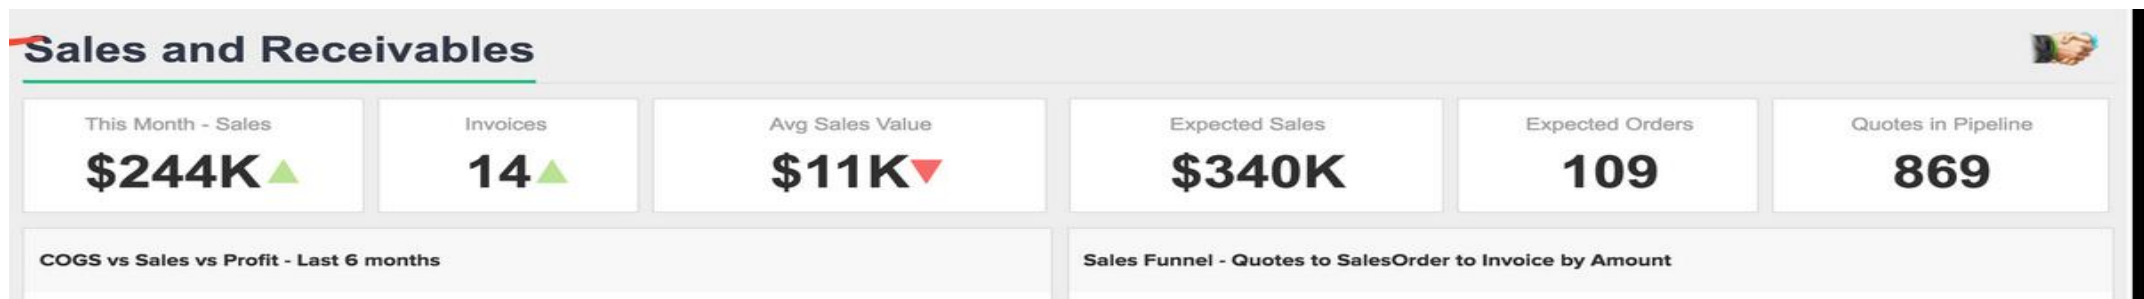 Sales and Receivables
This Month - Sales
$244K
Invoices
14
Avg Sales Value
$11K
Expected Sales
$340K
Expected Orders
109
Quotes in Pipeline
869
COGS vs Sales vs Profit - Last 6 months
Sales Funnel - Quotes to SalesOrder to Invoice by Amount